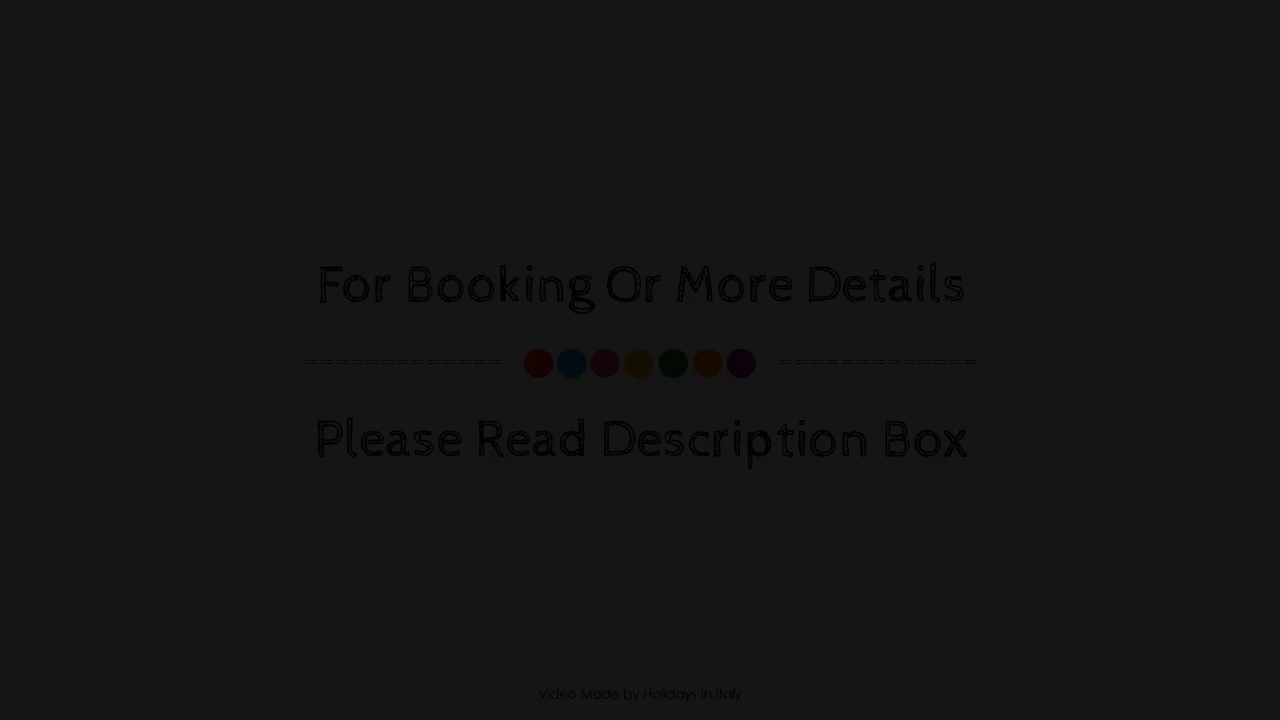 For Booking Or More Details
============= =============
Please Read Description Box
Video Made by Holidays In Italy